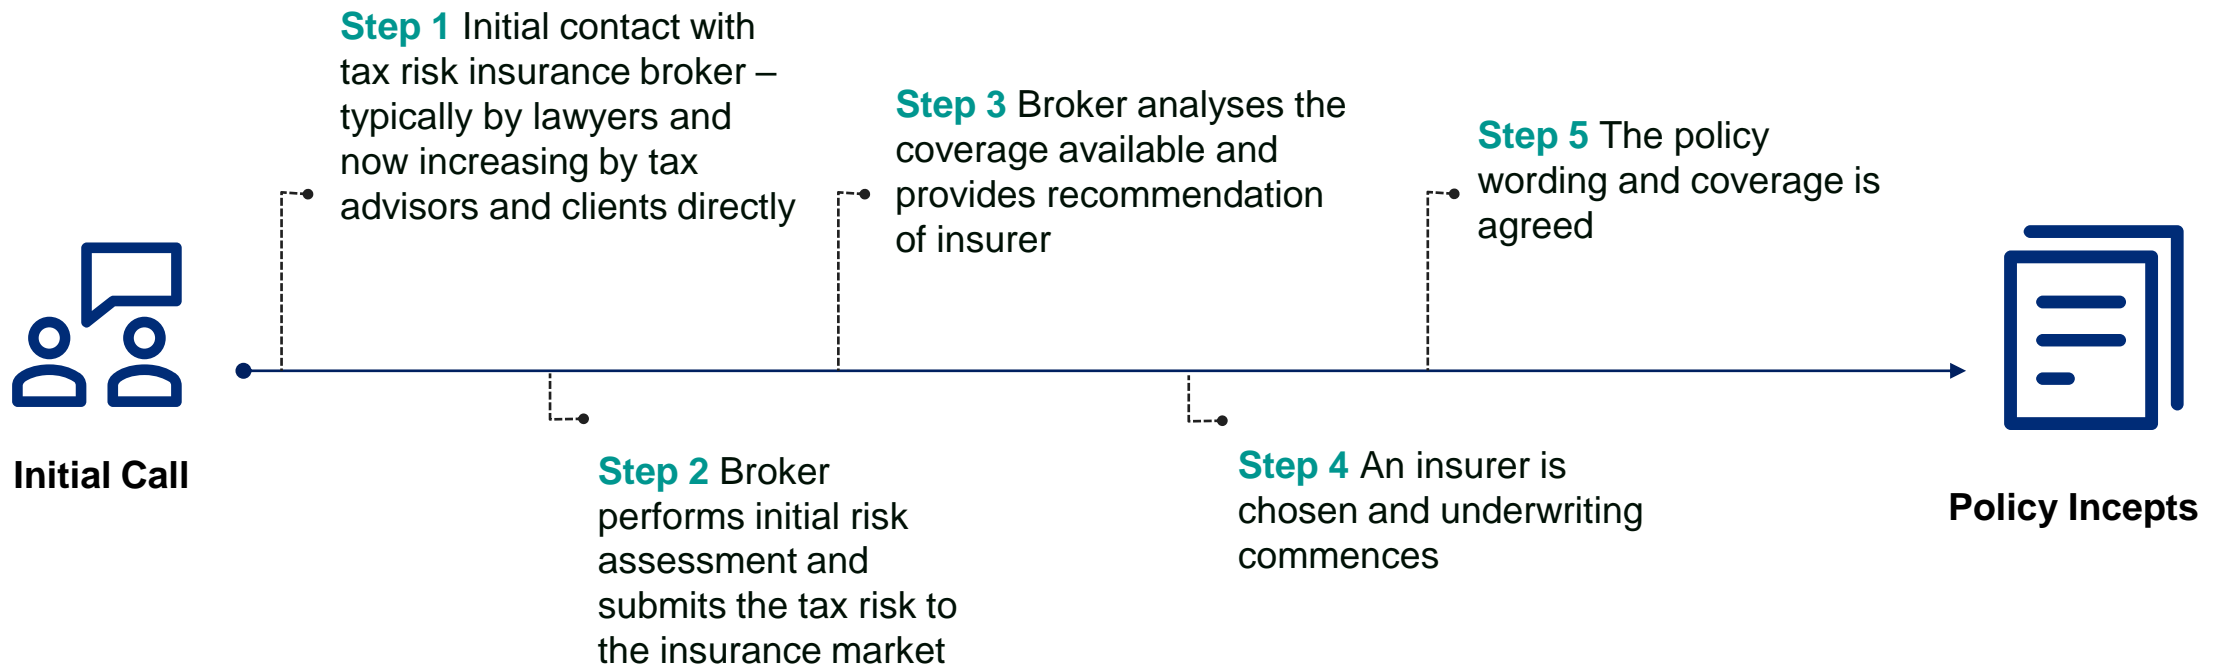 Step 1 Initial contact with
tax risk insurance broker –
typically by lawyers and
now increasing by tax
advisors and clients directly
Step 3 Broker analyses the
coverage available and
provides recommendation
of insurer
Step 5 The policy
wording and coverage is
agreed
Initial Call
Step 2 Broker
performs initial risk
assessment and
submits the tax risk to
the insurance market
Step 4 An insurer is
chosen and underwriting
commences
Policy Incepts